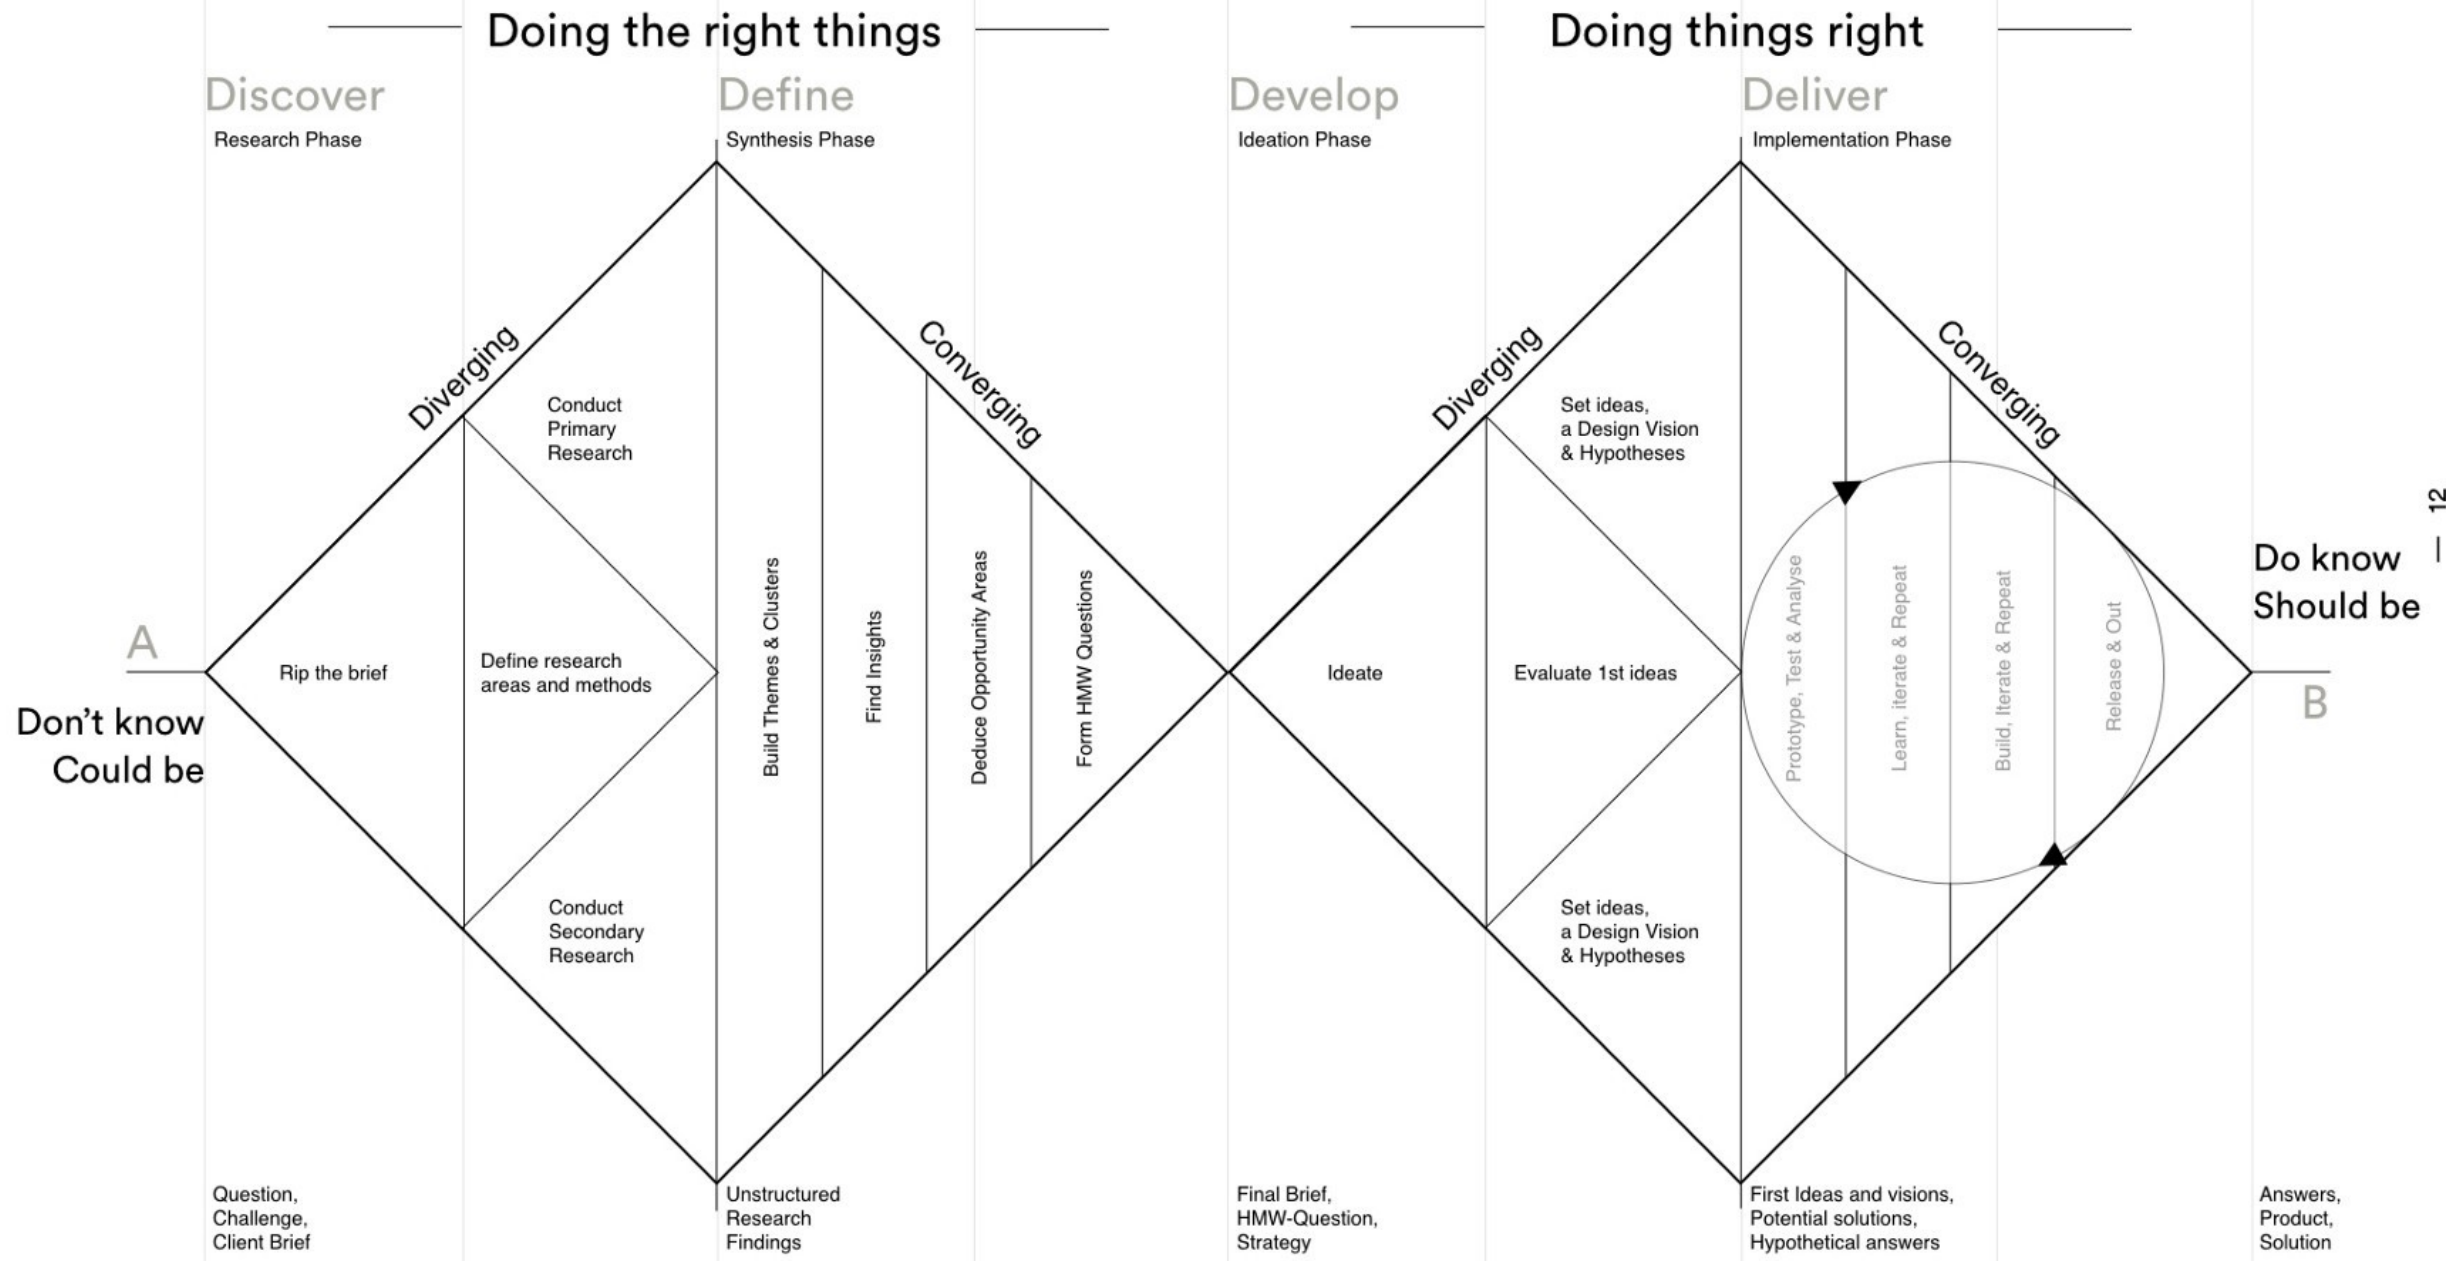 Doing the right things
Doing things right
Discover
Define
Develop
Deliver
Research Phase
Synthesis Phase
Ideation Phase
Implementation Phase
Diverging
Converging
Diverging
Converging
Conduct
Primary
Research
Set ideas,
a Design Vision
& Hypotheses
12
A
Don't know
Could be
Rip the brief
Define research
areas and methods
Build Themes & Clusters
Find Insights
Deduce Opportunity Areas
Form HMW Questions
Ideate
Evaluate 1st ideas
Prototype, Test & Analyse
Learn, iterate & Repeat
Build, Iterate & Repeat
Release & Out
Do know
Should be
B
Conduct
Secondary
Research
Set ideas,
a Design Vision
& Hypotheses
Question,
Challenge,
Client Brief
Unstructured
Research
Findings
Final Brief,
HMW-Question,
Strategy
First Ideas and visions,
Potential solutions,
Hypothetical answers
Answers,
Product,
Solution